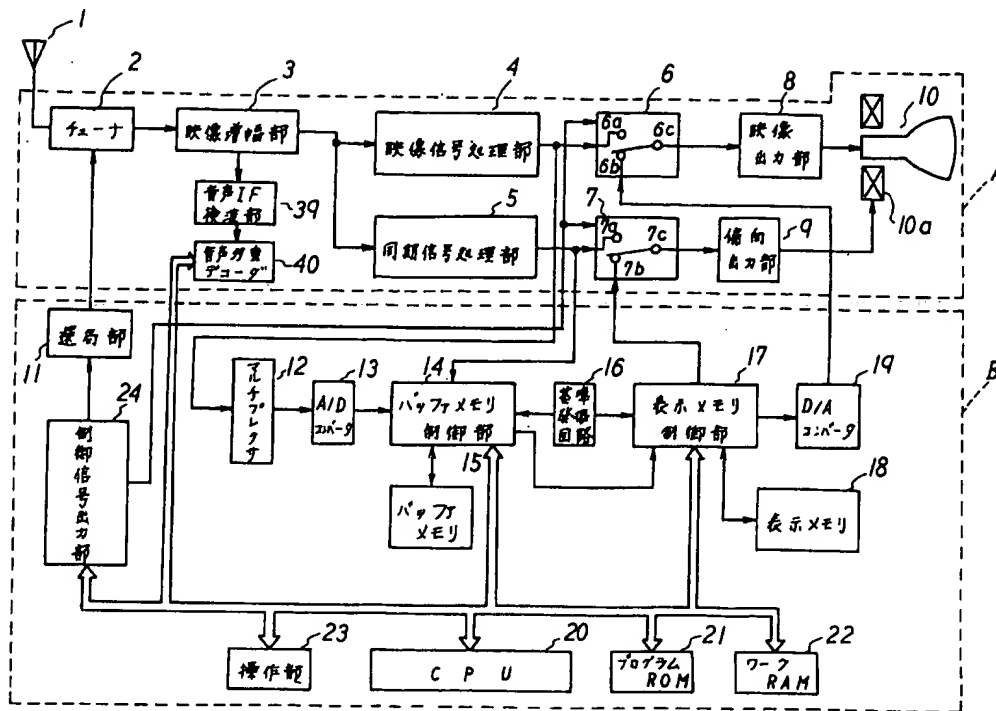 1
2
3
4
6
8
10
チューナ
映像増幅部
映像信号処理部
6a
6c
6b
映像
出力部
A
音声IF
検波部
39
5
7
9
10a
音声多重
デコーダ
40
同期信号処理部
7a
7c
7b
偏向
出力部
選局部
11
24
12
13
14
16
17
19
B
マルチプレクサ
A/D
コンバータ
バッファメモリ
制御部
基準
発振
回路
表示メモリ
制御部
D/A
コンバータ
制御信号出力部
15
バッファ
メモリ
18
表示メモリ
23
20
21
22
操作部
CPU
プログラム
ROM
ワーク
RAM